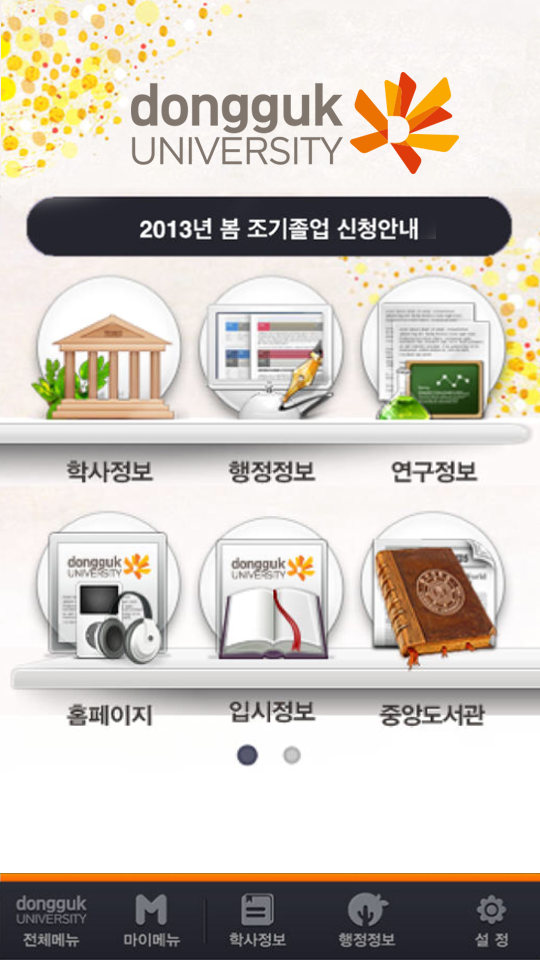 dongguk
UNIVERSITY
2013년 봄 조기졸업 신청안내
학사정보
행정정보
연구정보
dongguk
UNIVERSITY
dongguk
UNIVERSITY
홈페이지
입시정보
중앙도서관
dongguk
UNIVERSITY
전체메뉴
마이메뉴
학사정보
행정정보
설 정